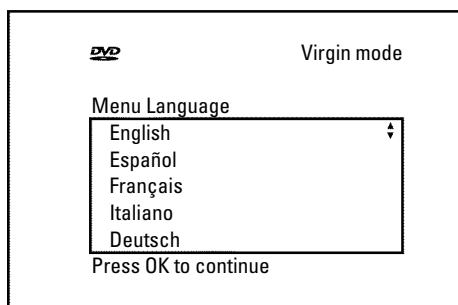 DVD
Virgin mode
Menu Language
English
Español
Français
Italiano
Deutsch
Press OK to continue